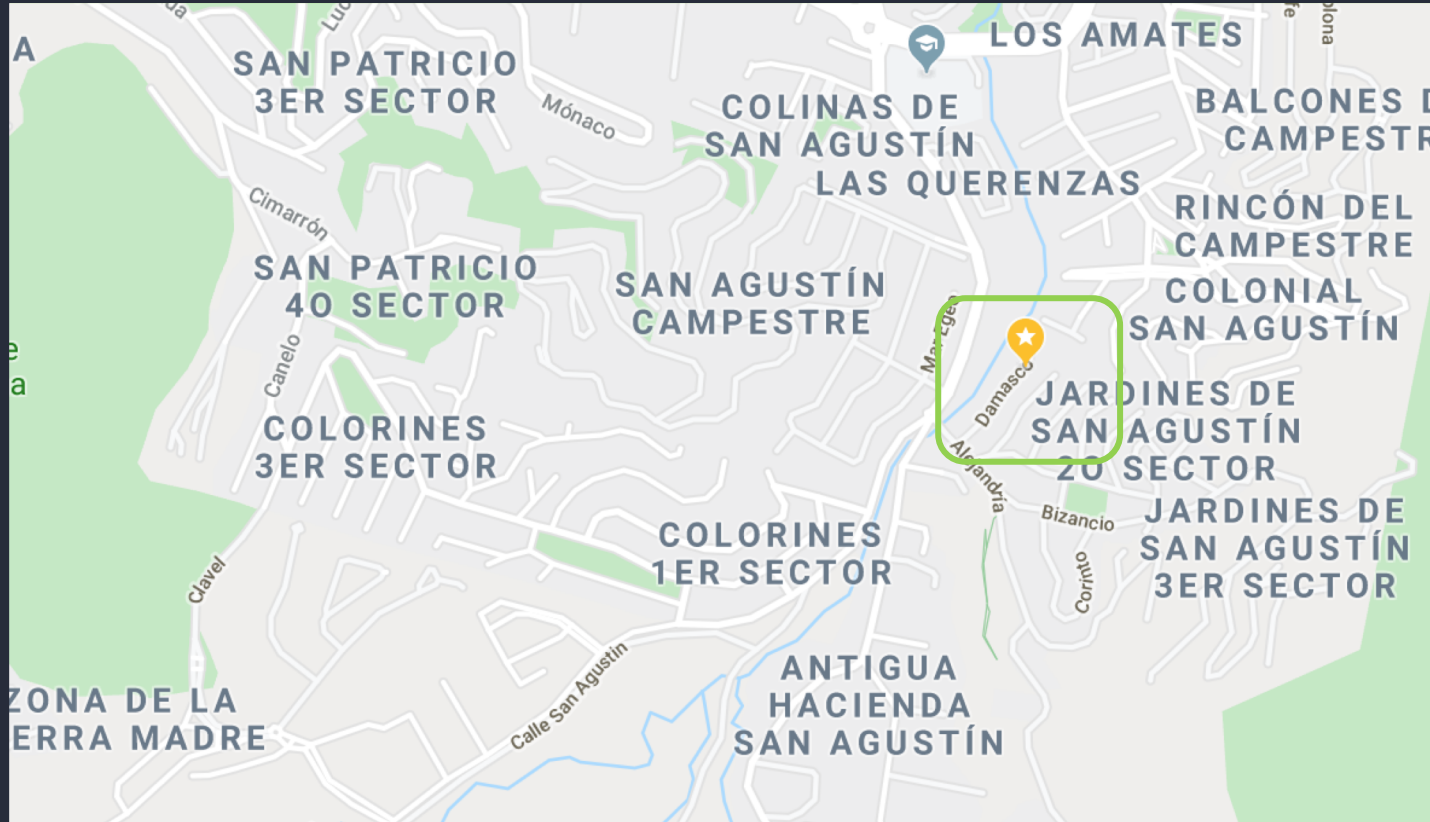 LOS AMATES
A
SAN PATRICIO
3ER SECTOR
Mónaco
COLINAS DE
SAN AGUSTÍN
LAS QUERENZAS
BALCONES D
CAMPESTR
RINCÓN DEL
CAMPESTRE
Cimarrón
SAN PATRICIO
4O SECTOR
SAN AGUSTÍN
CAMPESTRE
COLONIAL
SAN AGUSTÍN
Mar Egeo
Canelo
Damasco
JARDINES DE
SAN AGUSTÍN
2O SECTOR
COLORINES
3ER SECTOR
Alejandría
Bizancio
JARDINES DE
SAN AGUSTÍN
3ER SECTOR
COLORINES
1ER SECTOR
Corinto
Clavel
Calle San Agustin
ANTIGUA
HACIENDA
SAN AGUSTÍN
ZONA DE LA
ERRA MADRE